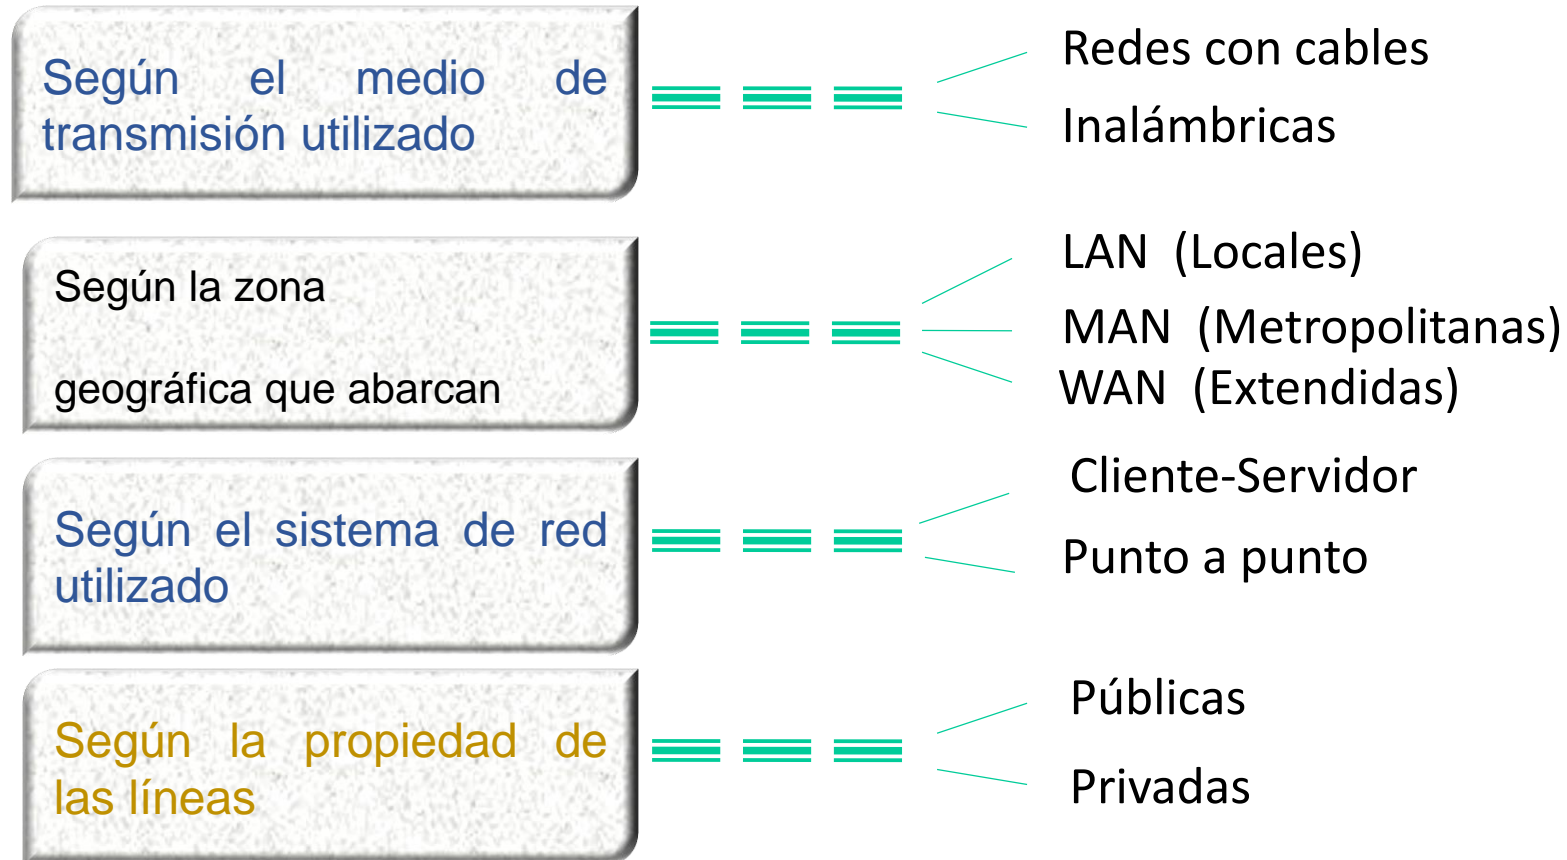 Según el medio de
transmisión utilizado
Redes con cables
Inalámbricas
Según la zona
geográfica que abarcan
LAN (Locales)
MAN (Metropolitanas)
WAN (Extendidas)
Según el sistema de red
utilizado
Cliente-Servidor
Punto a punto
Según la propiedad de
las líneas
Públicas
Privadas